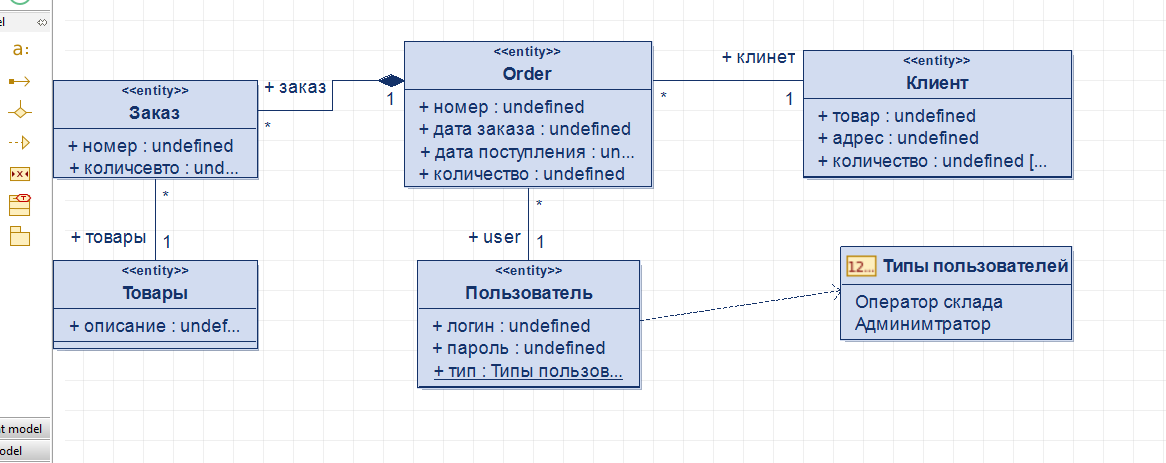 el
a:
<<entity>>
Заказ
+ номер : undefined
+ количсевто : und...
+ заказ
*
1
<<entity>>
Order
+ номер : undefined
+ дата заказа : undefined
+ дата поступления : un...
+ количество : undefined
+ клинет
*
1
<<entity>>
Клиент
+ товар : undefined
+ адрес : undefined
+ количество : undefined [...
*
+ товары
1
*
+ user
1
<<entity>>
Товары
+ описание : undef...
<<entity>>
Пользователь
+ логин : undefined
+ пароль : undefined
+ тип : Типы пользов...
12...
Типы пользователей
Оператор склада
Админимтратор
nt model
odel